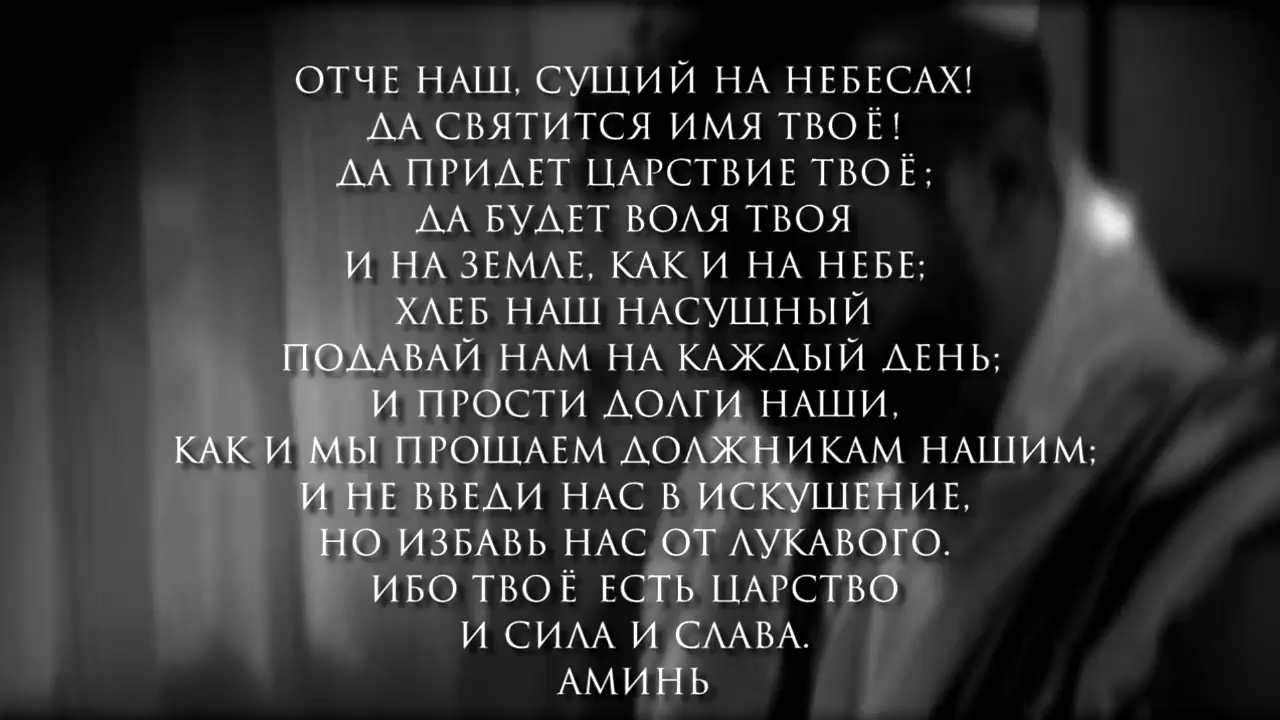 ОТЧЕ НАШ, СУЩИЙ НА НЕБЕСАХ!
ДА СВЯТИТСЯ ИМЯ ТВОЁ!
ДА ПРИДЕТ ЦАРСТВИЕ ТВОЁ;
ДА БУДЕТ ВОЛЯ ТВОЯ
И НА ЗЕМЛЕ, КАК И НА НЕБЕ;
ХЛЕБ НАШ НАСУЩНЫЙ
ПОДАВАЙ НАМ НА КАЖДЫЙ ДЕНЬ;
И ПРОСТИ ДОЛГИ НАШИ,
КАК И МЫ ПРОЩАЕМ ДОЛЖНИКАМ НАШИМ;
И НЕ ВВЕДИ НАС В ИСКУШЕНИЕ,
НО ИЗБАВЬ НАС ОТ ЛУКАВОГО.
ИБО ТВОЁ ЕСТЬ ЦАРСТВО
И СИЛА И СЛАВА.
АМИНЬ